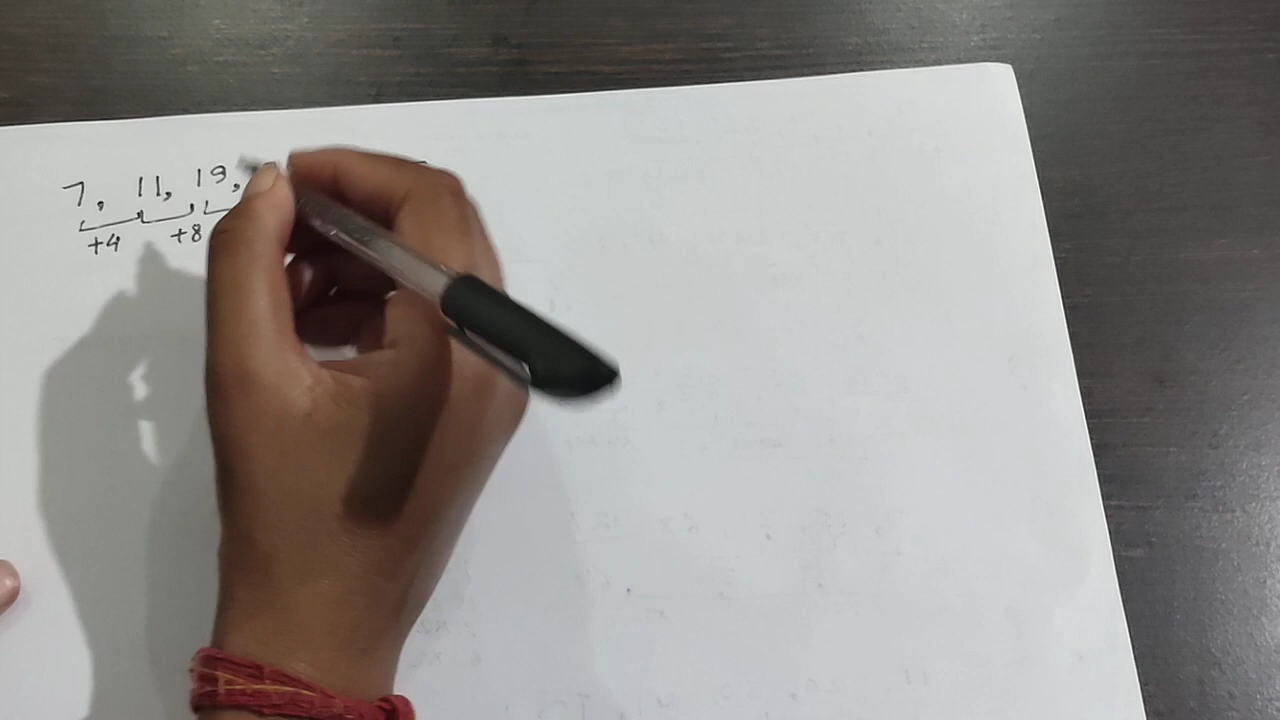 7, 11, 19,
+4 +8